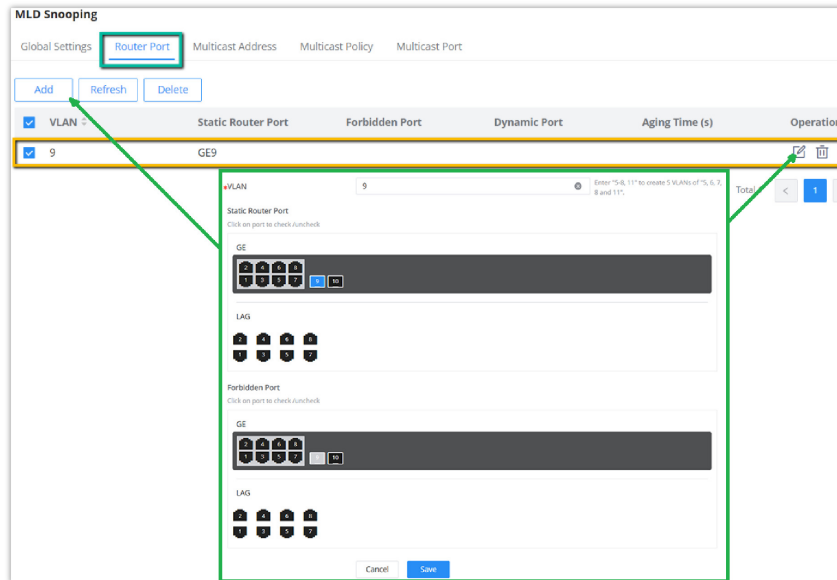 MLD Snooping
Global Settings Router Port Multicast Address Multicast Policy Multicast Port
Add Refresh Delete
VLAN Static Router Port Forbidden Port Dynamic Port Aging Time (s) Operation
9 GE9
VLAN 9 Enter "5-8, 11" to create 5 VLANs of "5, 6, 7,
8 and 11".
Total
< 1
Static Router Port
Click on port to check/uncheck
GE
2 4 6 8
1 3 5 7 9 10
LAG
2 4 6 8
1 3 5 7
Forbidden Port
Click on port to check/uncheck
GE
2 4 6 8
1 3 5 7 9 10
LAG
2 4 6 8
1 3 5 7
Cancel Save